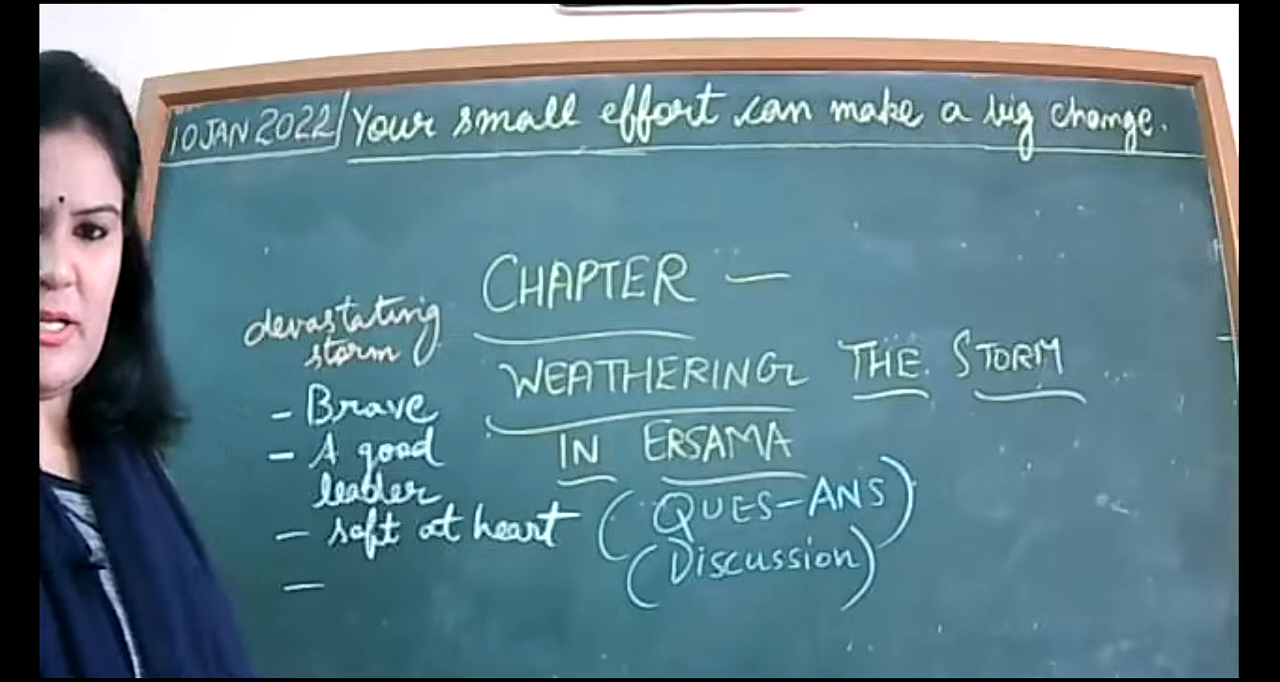 10 JAN 2022/ Your small effort can make a big change.
CHAPTER -
WEATHERING THE. STORM
IN ERSAMA
(QUES-ANS)
(Discussion)
devastating
storm
- Brave
- A good
leader
- soft at heart
-